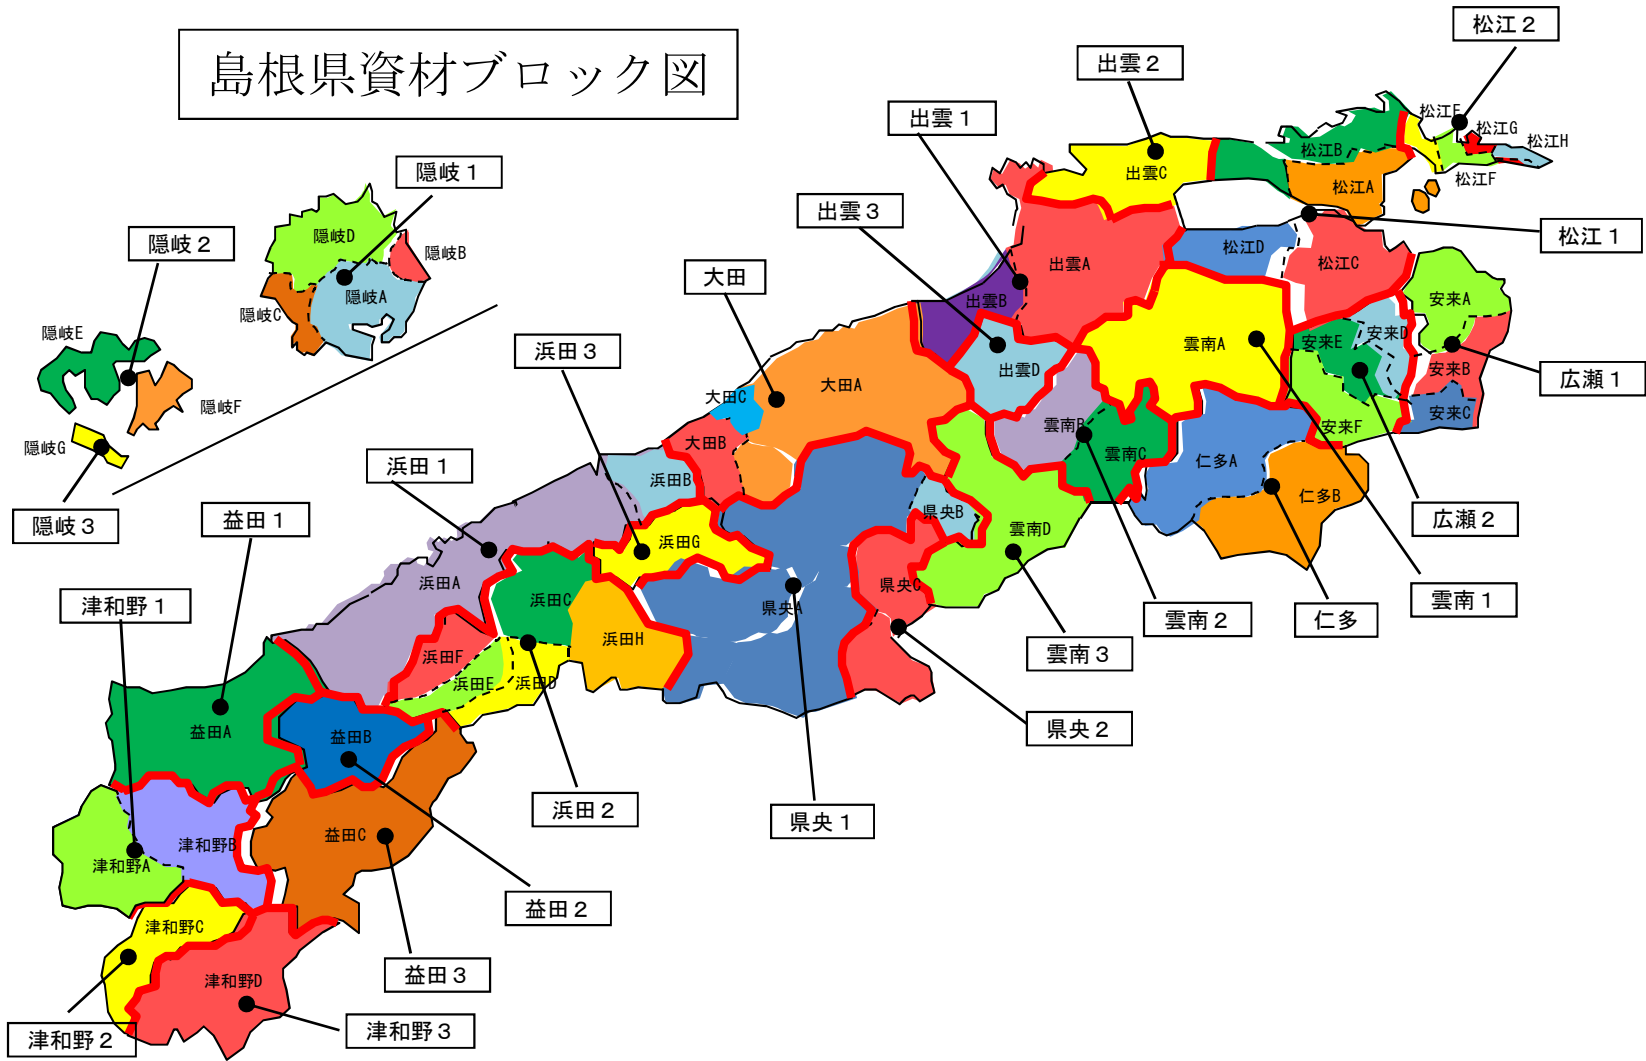 島根県資材ブロック図
松江２
出雲２
出雲１
出雲３
隠岐１
隠岐２
大田
浜田３
浜田１
益田１
津和野１
隠岐３
松江１
広瀬１
広瀬２
雲南１
仁多
雲南２
雲南３
県央２
県央１
浜田２
益田２
益田３
津和野３
津和野２
松江E
松江G
松江H
松江F
松江B
松江A
松江D
松江C
出雲C
出雲A
出雲B
出雲D
安来A
安来B
安来C
安来D
安来E
安来F
雲南A
雲南B
雲南C
雲南D
仁多A
仁多B
大田A
大田C
大田B
県央B
県央C
県央A
浜田B
浜田G
浜田A
浜田C
浜田H
浜田F
浜田E
浜田D
益田A
益田B
益田C
津和野B
津和野A
津和野C
津和野D
隠岐D
隠岐B
隠岐A
隠岐C
隠岐E
隠岐F
隠岐G